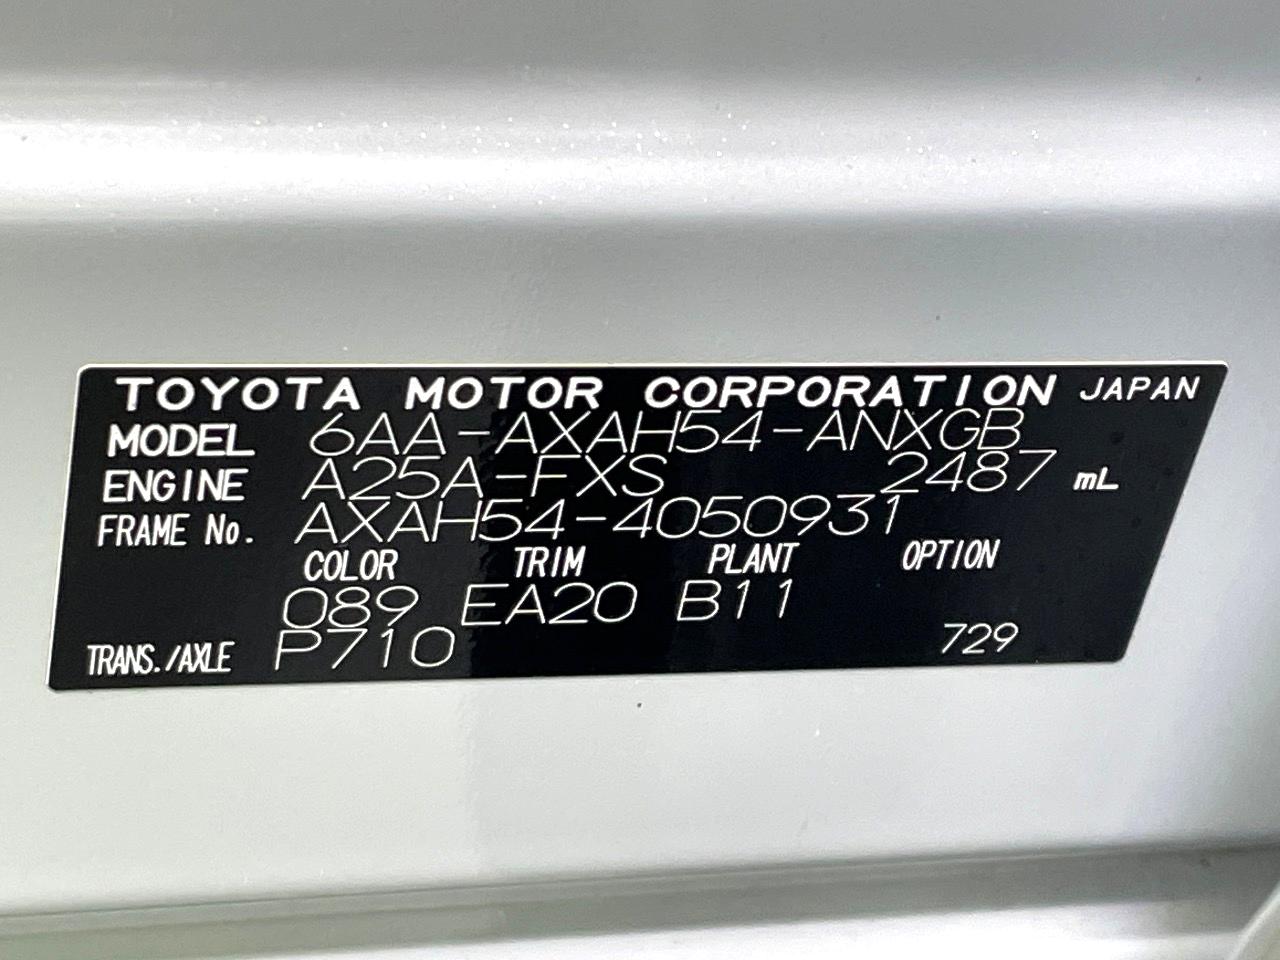 TOYOTA MOTOR CORPORATION JAPAN
MODEL 6AA-AXAH54-ANXGB
ENGINE A25A-FXS 2487 mL
FRAME No. AXAH54-4050931
COLOR TRIM PLANT OPTION
089 EA20 B11
TRANS./AXLE P710 729